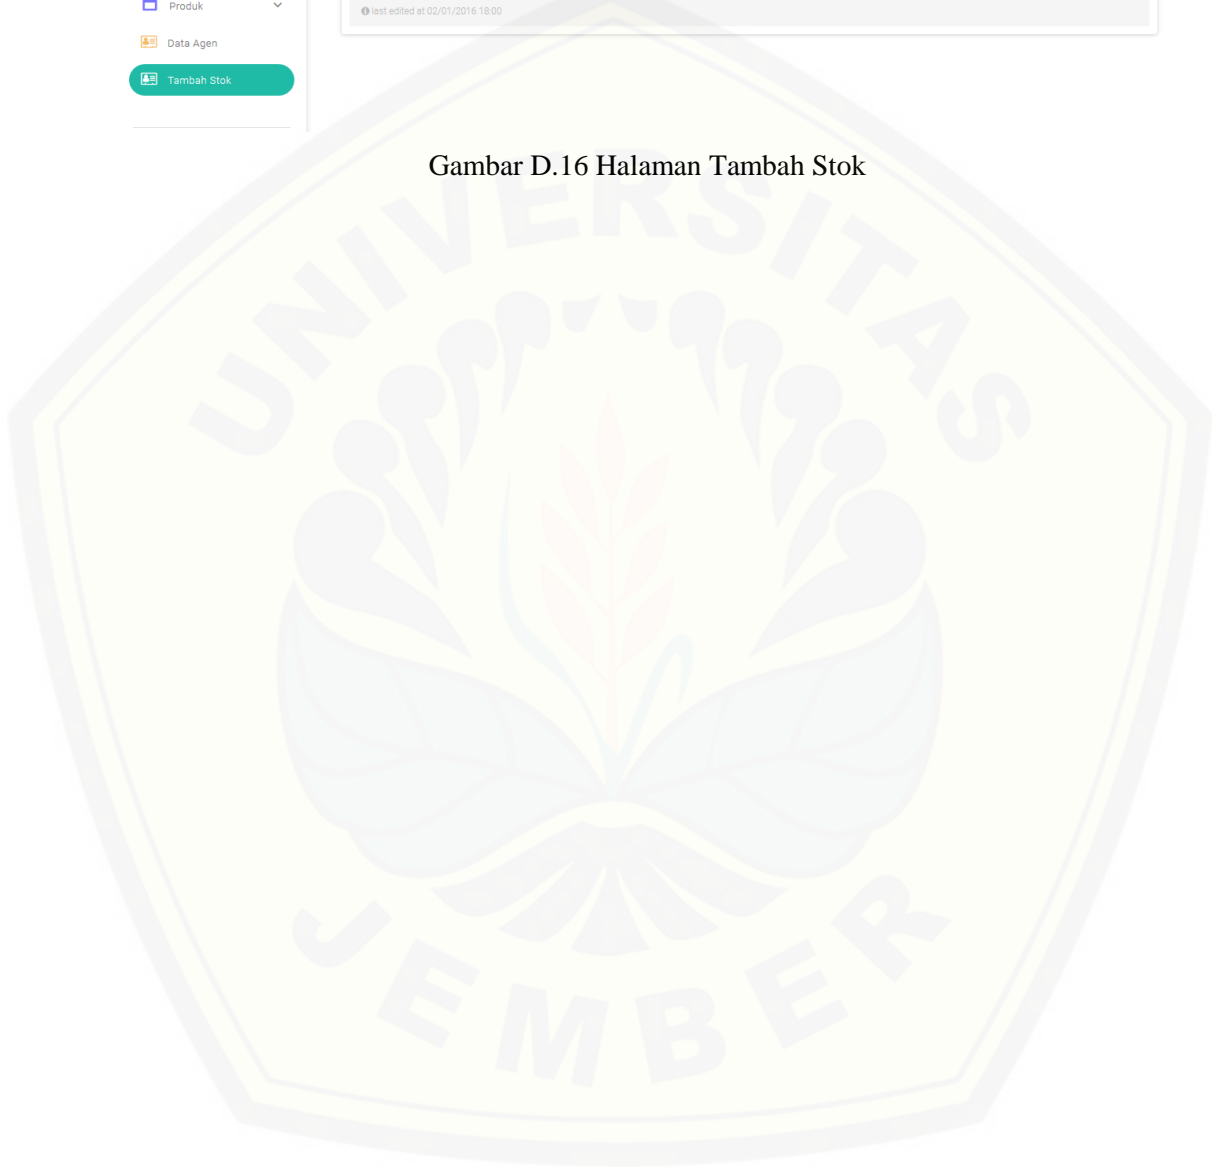 Produk
last edited at 02/01/2016 18:00
Data Agen
Tambah Stok
Gambar D.16 Halaman Tambah Stok
UNIVERSITAS
JEMBER